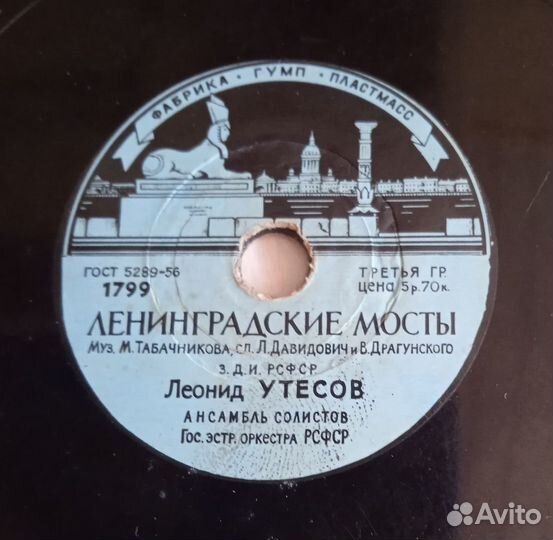 ФАБРИКА · ГУМП · ПЛАСТМАСС
ГОСТ 5289-56
1799
ТРЕТЬЯ ГР.
Цена 5р.70к.
ЛЕНИНГРАДСКИЕ МОСТЫ
Муз. М.Табачникова, сл. Л.Давидович и В.Драгунского
З.Д.И. РСФСР
Леонид УТЕСОВ
АНСАМБЛЬ СОЛИСТОВ
Гос. эстр. оркестра РСФСР
Avito